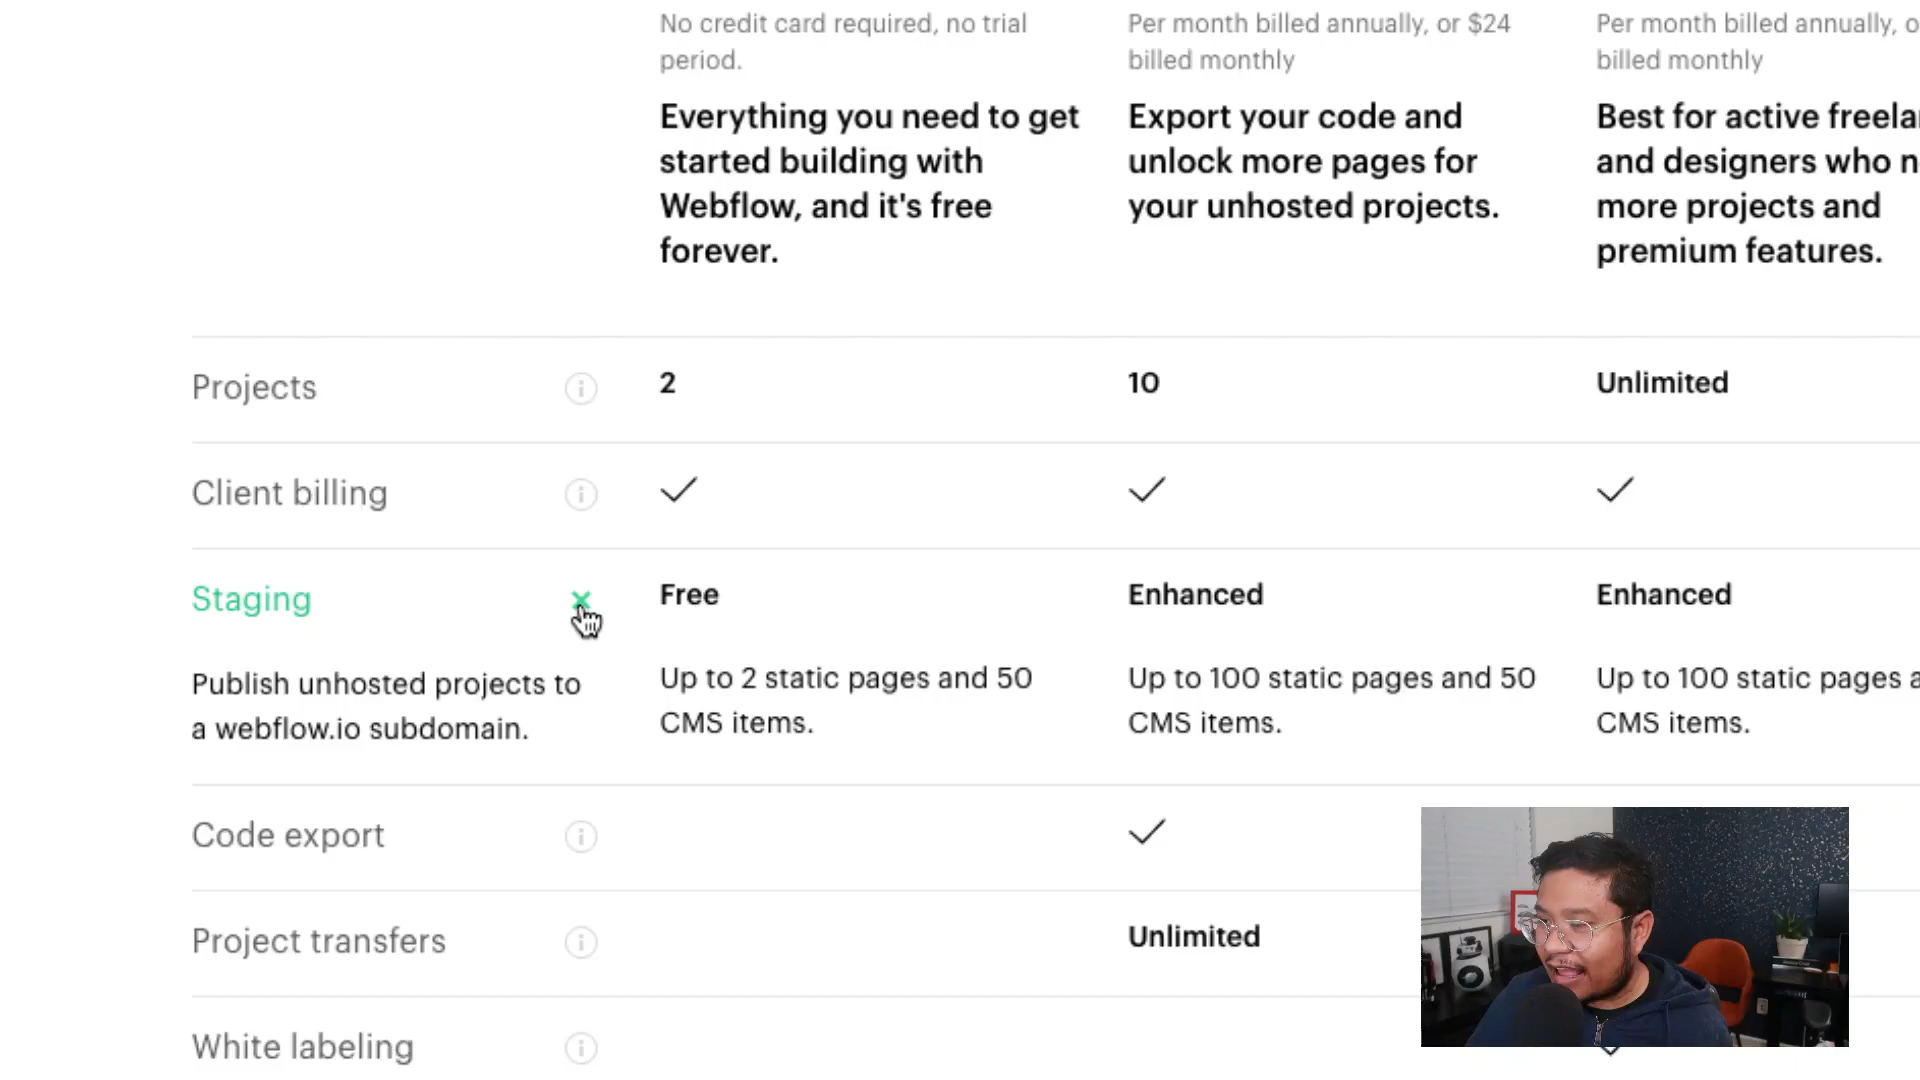 No credit card required, no trial
period.
Per month billed annually, or $24
billed monthly
Per month billed annually, o
billed monthly
Everything you need to get
started building with
Webflow, and it's free
forever.
Export your code and
unlock more pages for
your unhosted projects.
Best for active freela
and designers who n
more projects and
premium features.
Projects
2
10
Unlimited
Client billing
Staging
Free
Enhanced
Enhanced
Publish unhosted projects to
a webflow.io subdomain.
Up to 2 static pages and 50
CMS items.
Up to 100 static pages and 50
CMS items.
Up to 100 static pages a
CMS items.
Code export
Project transfers
Unlimited
White labeling